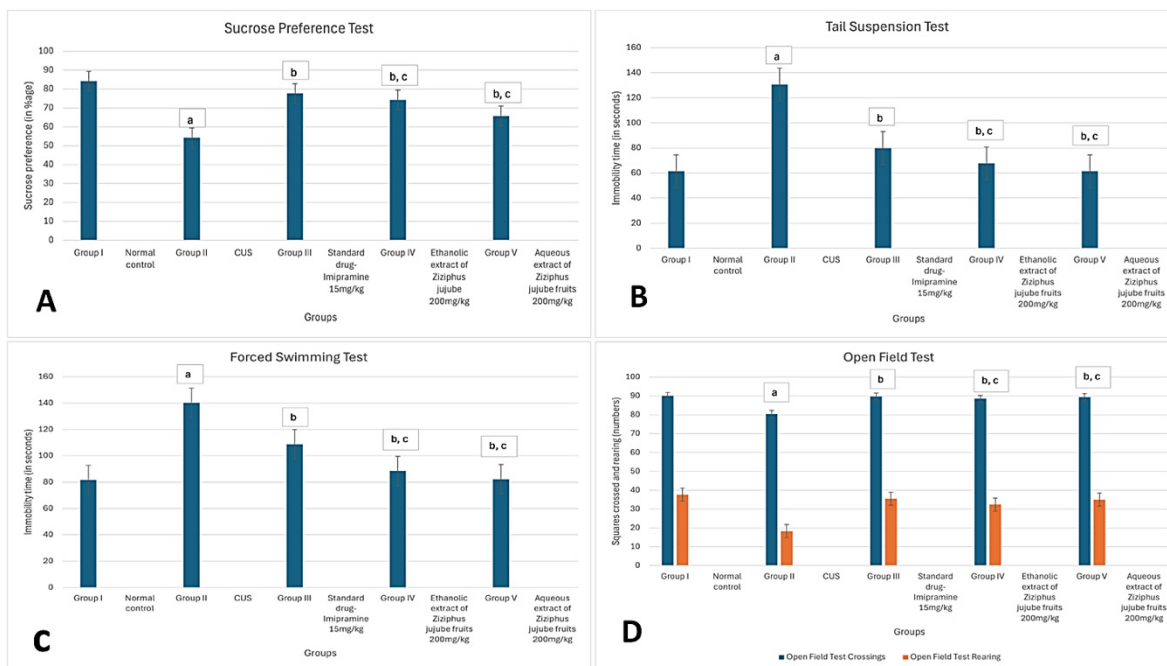 Sucrose Preference Test
Sucrose preference (in %age)
100
90
80
70
60
50
40
30
20
10
0
a
b
b, c
b, c
Group I
Normal
control
Group II
CUS
Group III
Standard
drug-
Imipramine
15mg/kg
Group IV
Ethanolic
extract of
Ziziphus
jujube
200mg/kg
Group V
Aqueous
extract of
Ziziphus
jujube fruits
200mg/kg
Groups
A
Tail Suspension Test
Immobility time (in seconds)
160
140
120
100
80
60
40
20
0
a
b
b, c
b, c
Group I
Normal
control
Group II
CUS
Group III
Standard
drug-
Imipramine
15mg/kg
Group IV
Ethanolic
extract of
Ziziphus
jujube fruits
200mg/kg
Group V
Aqueous
extract of
Ziziphus
jujube fruits
200mg/kg
Groups
B
Forced Swimming Test
Immobility time (in seconds)
160
140
120
100
80
60
40
20
0
a
b
b, c
b, c
Group I
Normal
control
Group II
CUS
Group III
Standard
drug-
Imipramine
15mg/kg
Group IV
Ethanolic
extract of
Ziziphus
jujube fruits
200mg/kg
Group V
Aqueous
extract of
Ziziphus
jujube fruits
200mg/kg
Groups
C
Open Field Test
Squares crossed and rearing (numbers)
100
90
80
70
60
50
40
30
20
10
0
a
b
b, c
b, c
Group I
Normal
control
Group II
CUS
Group III
Standard
drug-
Imipramine
15mg/kg
Group IV
Ethanolic
extract of
Ziziphus
jujube fruits
200mg/kg
Group V
Aqueous
extract of
Ziziphus
jujube fruits
200mg/kg
Groups
D
Open Field Test Crossings
Open Field Test Rearing